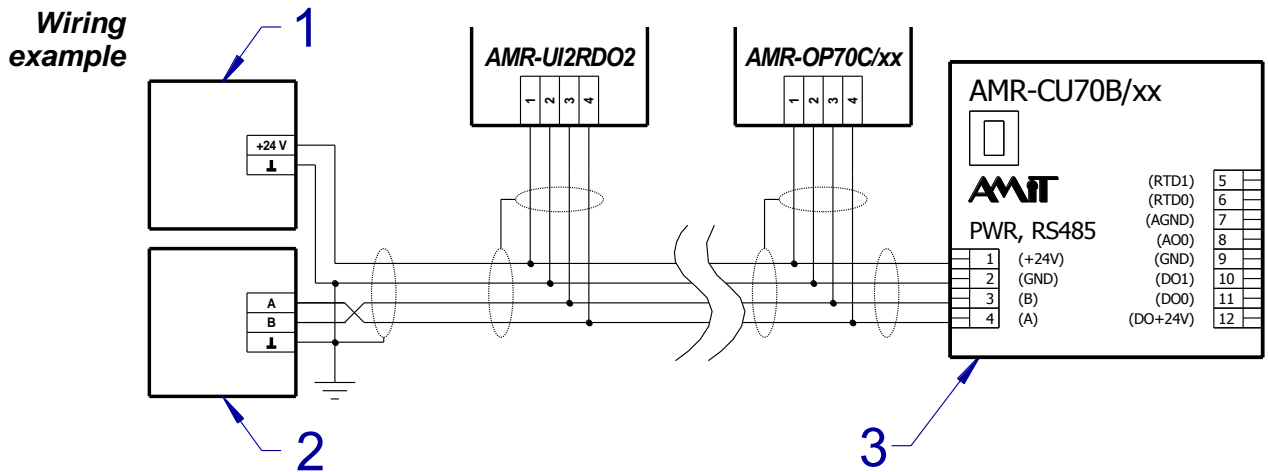 Wiring
example
1
AMR-UI2RDO2
1 2 3 4
AMR-OP70C/xx
1 2 3 4
+24 V
⊥
A
B
⊥
2
AMR-CU70B/xx
AMiT
PWR, RS485
1 (+24V)
2 (GND)
3 (B)
4 (A)
(RTD1) 5
(RTD0) 6
(AGND) 7
(AO0) 8
(GND) 9
(DO1) 10
(DO0) 11
(DO+24V) 12
3